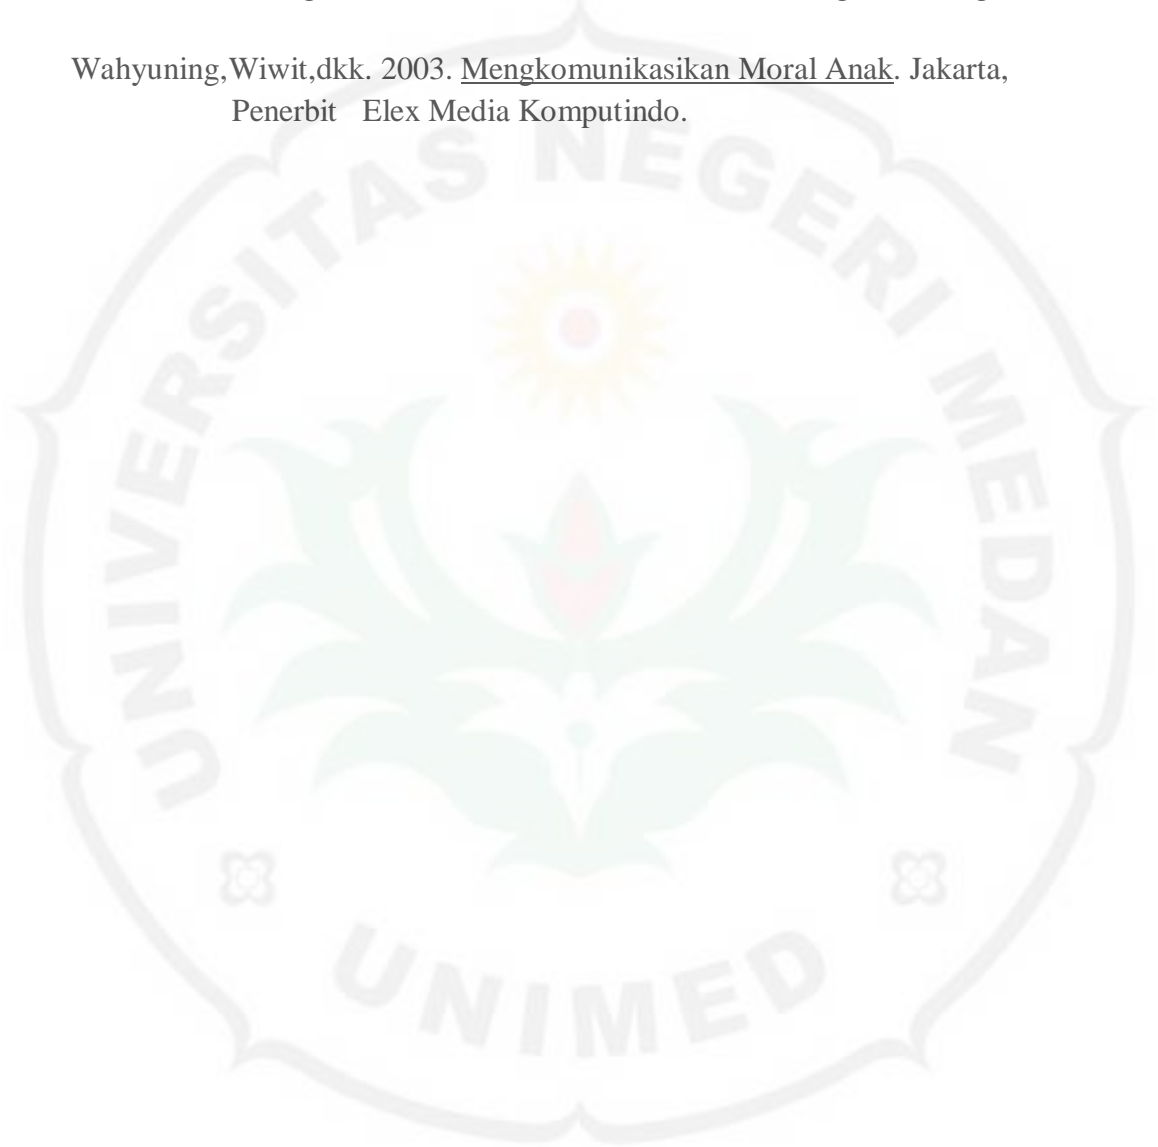 Wahyuning,Wiwit,dkk. 2003. Mengkomunikasikan Moral Anak. Jakarta,
Penerbit Elex Media Komputindo.
UNIVERSITAS NEGERI MEDAN
UNIMED